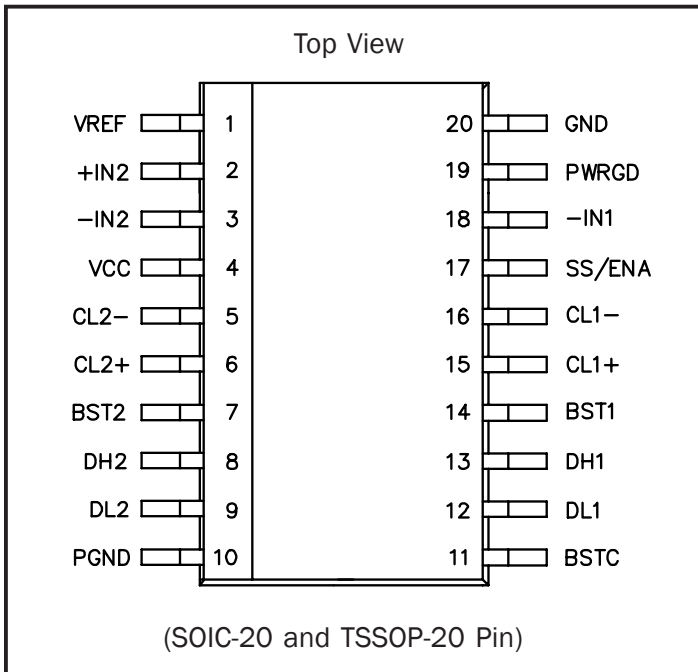 Top View
VREF 1 20 GND
+IN2 2 19 PWRGD
−IN2 3 18 −IN1
VCC 4 17 SS/ENA
CL2− 5 16 CL1−
CL2+ 6 15 CL1+
BST2 7 14 BST1
DH2 8 13 DH1
DL2 9 12 DL1
PGND 10 11 BSTC
(SOIC-20 and TSSOP-20 Pin)